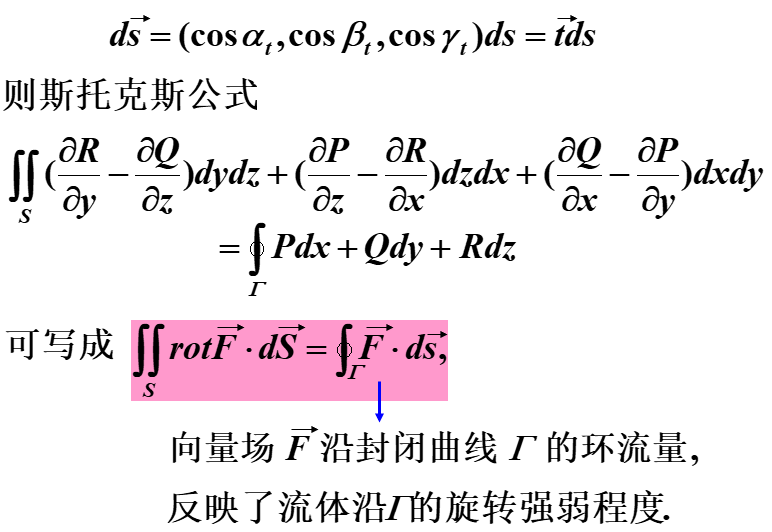 $d\vec{s} = (\cos\alpha_t, \cos\beta_t, \cos\gamma_t)ds = \vec{t}ds$
则斯托克斯公式
$\iint_S (\frac{\partial R}{\partial y} - \frac{\partial Q}{\partial z})dydz + (\frac{\partial P}{\partial z} - \frac{\partial R}{\partial x})dzdx + (\frac{\partial Q}{\partial x} - \frac{\partial P}{\partial y})dxdy$
$= \oint_\Gamma Pdx + Qdy + Rdz$
可写成 $\iint_S rot\vec{F} \cdot d\vec{S} = \oint_\Gamma \vec{F} \cdot d\vec{s},$
向量场 $\vec{F}$ 沿封闭曲线 $\Gamma$ 的环流量,
反映了流体沿$\Gamma$的旋转强弱程度.